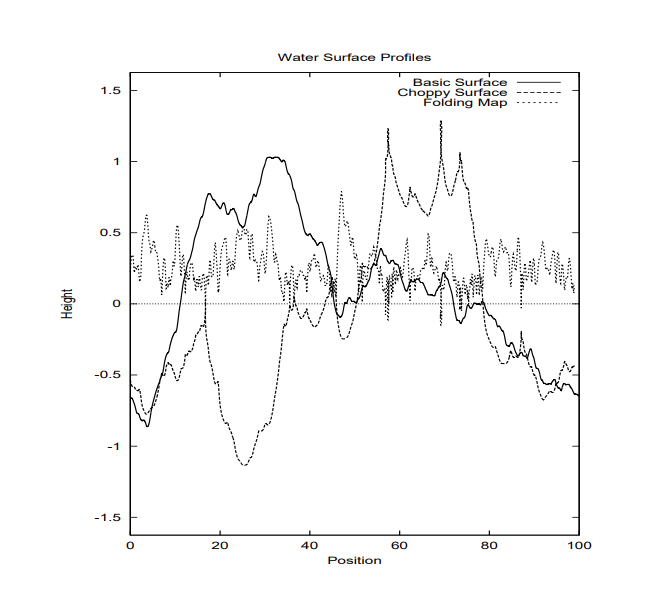 Water Surface Profiles
Basic Surface
Choppy Surface
Folding Map
1.5
1
0.5
0
-0.5
-1
-1.5
Height
0 20 40 60 80 100
Position